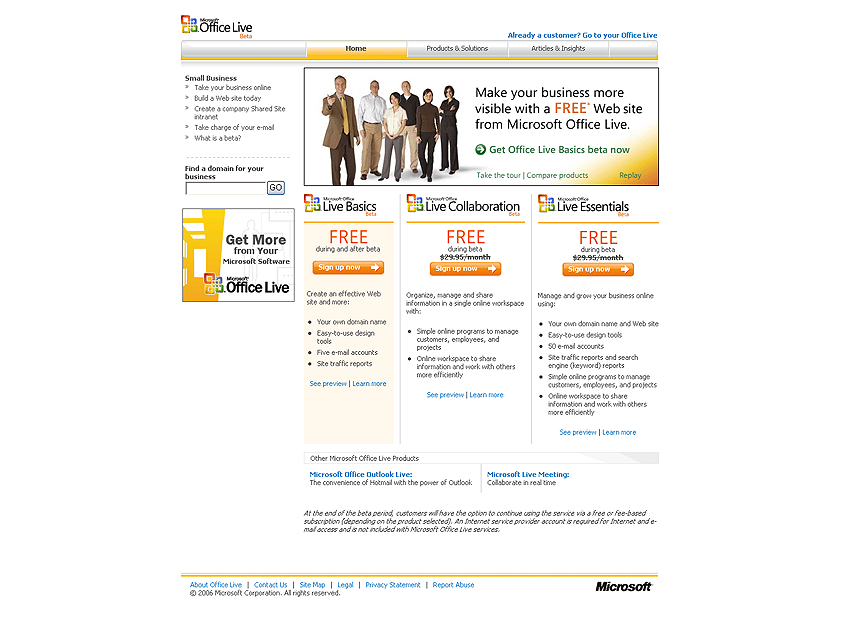 Microsoft
Office Live
Beta
Already a customer? Go to your Office Live
Home
Products & Solutions
Articles & Insights
Small Business
Take your business online
Build a Web site today
Create a company Shared Site
intranet
Take charge of your e-mail
What is a beta?
Find a domain for your
business
GO
Get More
from Your
Microsoft Software
Microsoft
Office Live
Make your business more
visible with a FREE* Web site
from Microsoft Office Live.
Get Office Live Basics beta now
Take the tour | Compare products
Replay
Microsoft Office
Live Basics
Beta
FREE
during and after beta
Sign up now
Create an effective Web
site and more:
Your own domain name
Easy-to-use design
tools
Five e-mail accounts
Site traffic reports
See preview | Learn more
Microsoft Office
Live Collaboration
Beta
FREE
during beta
$29.95/month
Sign up now
Organize, manage and share
information in a single online workspace
with:
Simple online programs to manage
customers, employees, and
projects
Online workspace to share
information and work with others
more efficiently
See preview | Learn more
Microsoft Office
Live Essentials
Beta
FREE
during beta
$29.95/month
Sign up now
Manage and grow your business online
using:
Your own domain name and Web site
Easy-to-use design tools
50 e-mail accounts
Site traffic reports and search
engine (keyword) reports
Simple online programs to manage
customers, employees, and projects
Online workspace to share
information and work with others
more efficiently
See preview | Learn more
Other Microsoft Office Live Products
Microsoft Office Outlook Live:
The convenience of Hotmail with the power of Outlook
Microsoft Live Meeting:
Collaborate in real time
At the end of the beta period, customers will have the option to continue using the service via a free or fee-based
subscription (depending on the product selected). An Internet service provider account is required for Internet and e-
mail access and is not included with Microsoft Office Live services.
About Office Live | Contact Us | Site Map | Legal | Privacy Statement | Report Abuse
© 2006 Microsoft Corporation. All rights reserved.
Microsoft